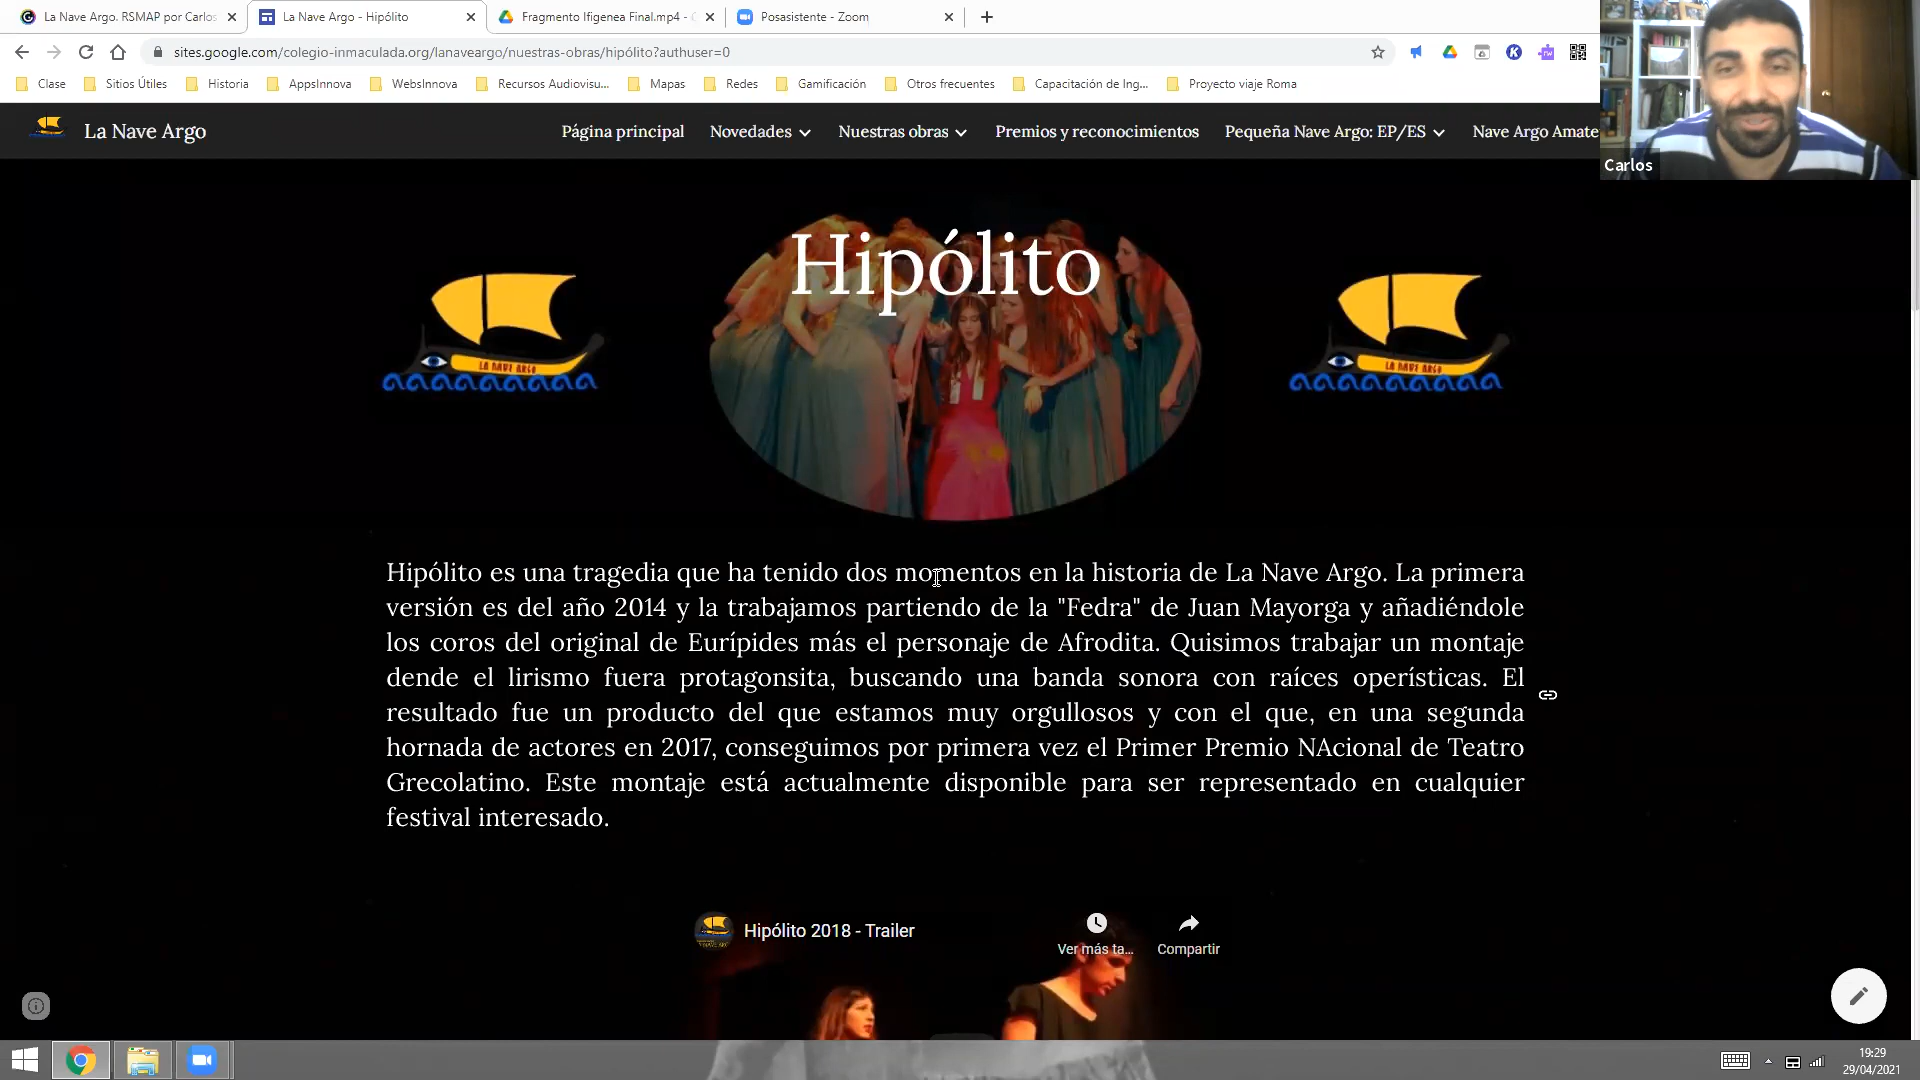 La Nave Argo. RSMAP por Carlos
La Nave Argo - Hipólito
Fragmento Ifigenea Final.mp4 -
Posasistente - Zoom
sites.google.com/colegio-inmaculada.org/lanaveargo/nuestras-obras/hipólito?authuser=0
Clase
Sitios Útiles
Historia
AppsInnova
WebsInnova
Recursos Audiovisu...
Mapas
Redes
Gamificación
Otros frecuentes
Capacitación de Ing...
Proyecto viaje Roma
La Nave Argo
Página principal
Novedades
Nuestras obras
Premios y reconocimientos
Pequeña Nave Argo: EP/ES
Nave Argo Amate
Carlos
Hipólito
LA NAVE ARGO
LA NAVE ARGO
Hipólito es una tragedia que ha tenido dos momentos en la historia de La Nave Argo. La primera
versión es del año 2014 y la trabajamos partiendo de la "Fedra" de Juan Mayorga y añadiéndole
los coros del original de Eurípides más el personaje de Afrodita. Quisimos trabajar un montaje
dende el lirismo fuera protagonsita, buscando una banda sonora con raíces operísticas. El
resultado fue un producto del que estamos muy orgullosos y con el que, en una segunda
hornada de actores en 2017, conseguimos por primera vez el Primer Premio NAcional de Teatro
Grecolatino. Este montaje está actualmente disponible para ser representado en cualquier
festival interesado.
Hipólito 2018 - Trailer
Ver más ta...
Compartir
19:29
29/04/2021